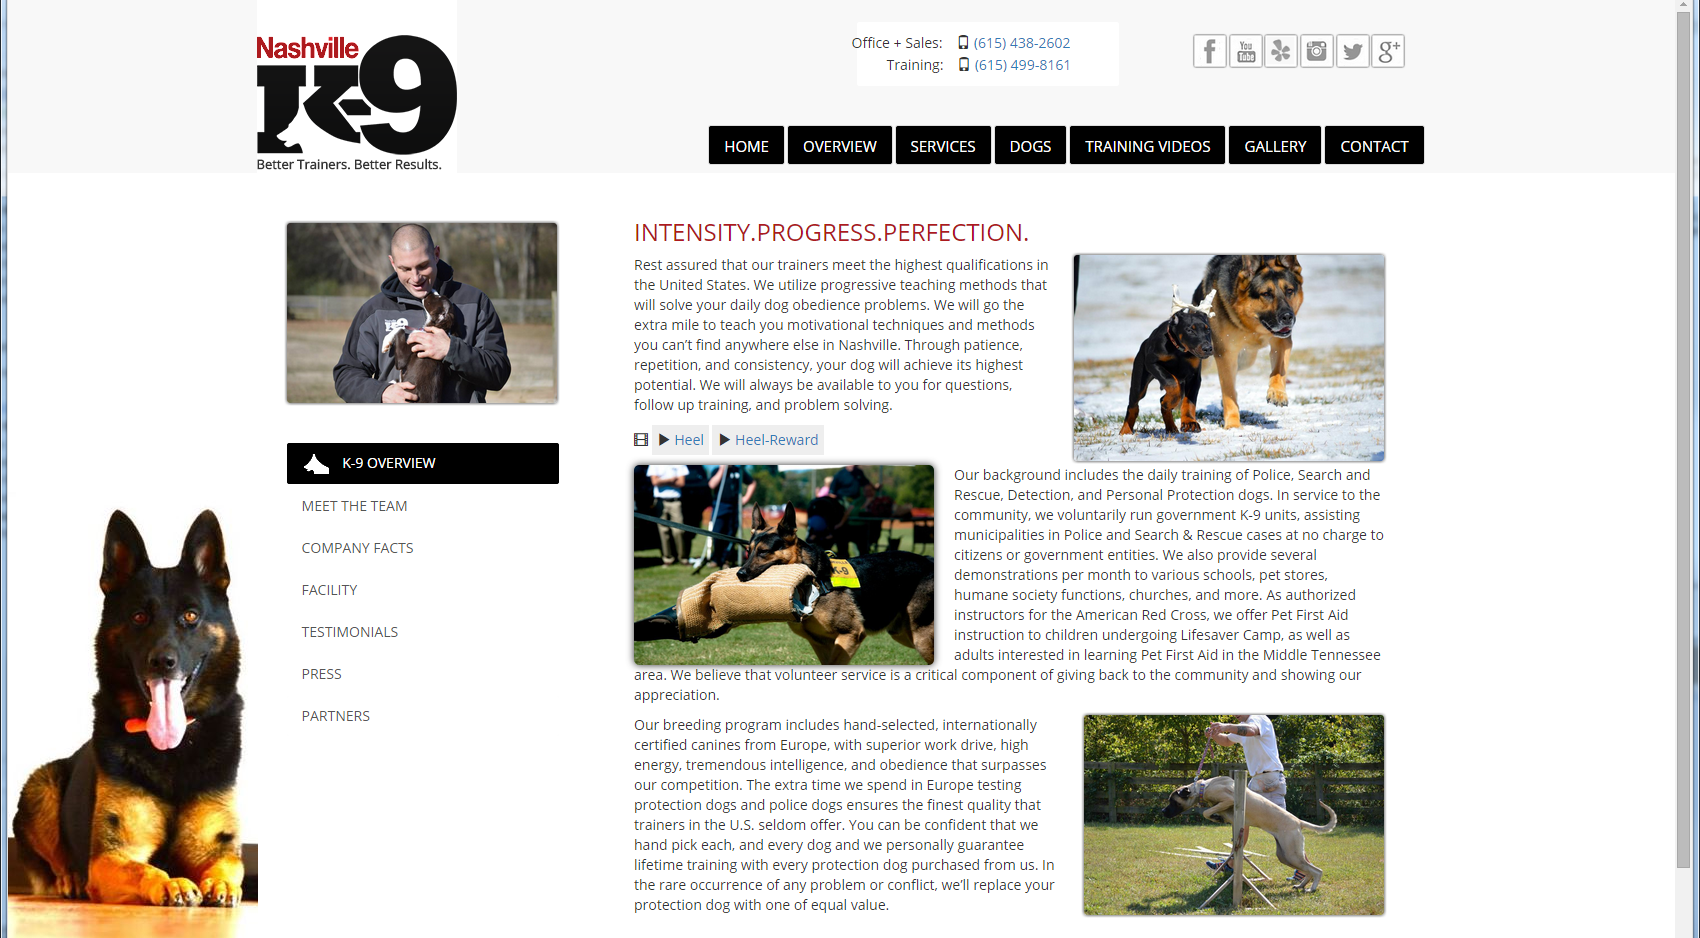 Nashville
K-9
Better Trainers. Better Results.
Office + Sales: (615) 438-2602
Training: (615) 499-8161
f
You
Tube
g+
HOME
OVERVIEW
SERVICES
DOGS
TRAINING VIDEOS
GALLERY
CONTACT
K-9 OVERVIEW
MEET THE TEAM
COMPANY FACTS
FACILITY
TESTIMONIALS
PRESS
PARTNERS
INTENSITY.PROGRESS.PERFECTION.
Rest assured that our trainers meet the highest qualifications in
the United States. We utilize progressive teaching methods that
will solve your daily dog obedience problems. We will go the
extra mile to teach you motivational techniques and methods
you can’t find anywhere else in Nashville. Through patience,
repetition, and consistency, your dog will achieve its highest
potential. We will always be available to you for questions,
follow up training, and problem solving.
Heel
Heel-Reward
K-9
Our background includes the daily training of Police, Search and
Rescue, Detection, and Personal Protection dogs. In service to the
community, we voluntarily run government K-9 units, assisting
municipalities in Police and Search & Rescue cases at no charge to
citizens or government entities. We also provide several
demonstrations per month to various schools, pet stores,
humane society functions, churches, and more. As authorized
instructors for the American Red Cross, we offer Pet First Aid
instruction to children undergoing Lifesaver Camp, as well as
adults interested in learning Pet First Aid in the Middle Tennessee
area. We believe that volunteer service is a critical component of giving back to the community and showing our
appreciation.
Our breeding program includes hand-selected, internationally
certified canines from Europe, with superior work drive, high
energy, tremendous intelligence, and obedience that surpasses
our competition. The extra time we spend in Europe testing
protection dogs and police dogs ensures the finest quality that
trainers in the U.S. seldom offer. You can be confident that we
hand pick each, and every dog and we personally guarantee
lifetime training with every protection dog purchased from us. In
the rare occurrence of any problem or conflict, we’ll replace your
protection dog with one of equal value.